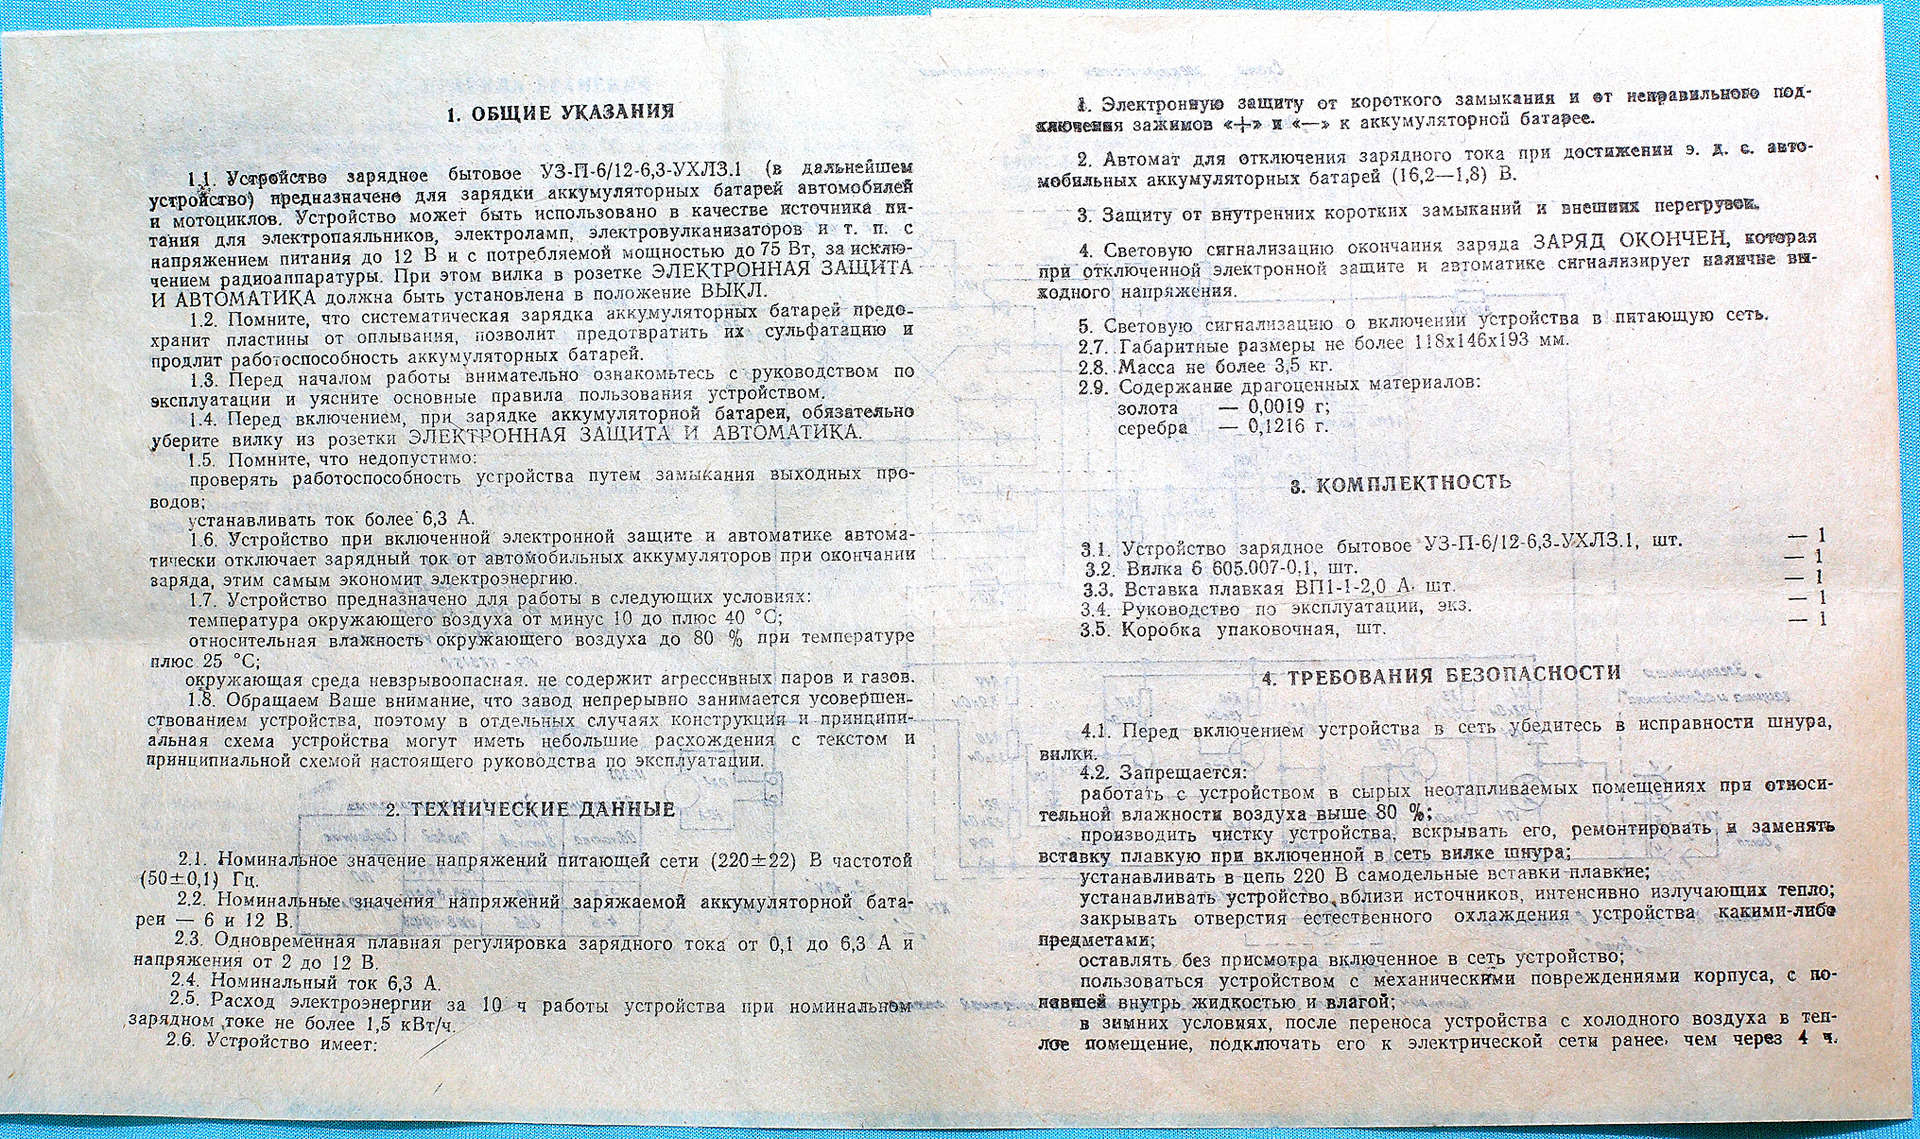 1. ОБЩИЕ УКАЗАНИЯ
1.1. Устройство зарядное бытовое УЗ-П-6/12-6,3-УХЛ3.1 (в дальнейшем
устройство) предназначено для зарядки аккумуляторных батарей автомобилей
и мотоциклов. Устройство может быть использовано в качестве источника пи-
тания для электропаяльников, электроламп, электровулканизаторов и т. п. с
напряжением питания до 12 В и с потребляемой мощностью до 75 Вт, за исклю-
чением радиоаппаратуры. При этом вилка в розетке ЭЛЕКТРОННАЯ ЗАЩИТА
И АВТОМАТИКА должна быть установлена в положение ВЫКЛ.
1.2. Помните, что систематическая зарядка аккумуляторных батарей предо-
хранит пластины от оплывания, позволит предотвратить их сульфатацию и
продлит работоспособность аккумуляторных батарей.
1.3. Перед началом работы внимательно ознакомьтесь с руководством по
эксплуатации и уясните основные правила пользования устройством.
1.4. Перед включением, при зарядке аккумуляторной батареи, обязательно
уберите вилку из розетки ЭЛЕКТРОННАЯ ЗАЩИТА И АВТОМАТИКА.
1.5. Помните, что недопустимо:
проверять работоспособность устройства путем замыкания выходных про-
водов;
устанавливать ток более 6,3 А.
1.6. Устройство при включенной электронной защите и автоматике автома-
тически отключает зарядный ток от автомобильных аккумуляторов при окончании
заряда, этим самым экономит электроэнергию.
1.7. Устройство предназначено для работы в следующих условиях:
температура окружающего воздуха от минус 10 до плюс 40 °С;
относительная влажность окружающего воздуха до 80 % при температуре
плюс 25 °С;
окружающая среда невзрывоопасная. не содержит агрессивных паров и газов.
1.8. Обращаем Ваше внимание, что завод непрерывно занимается усовершен-
ствованием устройства, поэтому в отдельных случаях конструкции и принципи-
альная схема устройства могут иметь небольшие расхождения с текстом и
принципиальной схемой настоящего руководства по эксплуатации.
2. ТЕХНИЧЕСКИЕ ДАННЫЕ
2.1. Номинальное значение напряжений питающей сети (220±22) В частотой
(50±0,1) Гц.
2.2. Номинальные значения напряжений заряжаемой аккумуляторной бата-
реи — 6 и 12 В.
2.3. Одновременная плавная регулировка зарядного тока от 0,1 до 6,3 А и
напряжения от 2 до 12 В.
2.4. Номинальный ток 6,3 А.
2.5. Расход электроэнергии за 10 ч работы устройства при номинальном
зарядном токе не более 1,5 кВт/ч.
2.6. Устройство имеет:
1. Электронную защиту от короткого замыкания и от неправильного под-
ключения зажимов «+» и «—» к аккумуляторной батарее.
2. Автомат для отключения зарядного тока при достижении э. д. с. авто-
мобильных аккумуляторных батарей (16,2—1,8) В.
3. Защиту от внутренних коротких замыканий и внешних перегрузок.
4. Световую сигнализацию окончания заряда ЗАРЯД ОКОНЧЕН, которая
при отключенной электронной защите и автоматике сигнализирует наличие вы-
ходного напряжения.
5. Световую сигнализацию о включении устройства в питающую сеть.
2.7. Габаритные размеры не более 118х146х193 мм.
2.8. Масса не более 3,5 кг.
2.9. Содержание драгоценных материалов:
золота — 0,0019 г;
серебра — 0,1216 г.
3. КОМПЛЕКТНОСТЬ
3.1. Устройство зарядное бытовое УЗ-П-6/12-6,3-УХЛ3.1, шт. — 1
3.2. Вилка 6 605.007-0.1, шт. — 1
3.3. Вставка плавкая ВП1-1-2,0 А. шт. — 1
3.4. Руководство по эксплуатации, экз. — 1
3.5. Коробка упаковочная, шт. — 1
4. ТРЕБОВАНИЯ БЕЗОПАСНОСТИ
4.1. Перед включением устройства в сеть убедитесь в исправности шнура,
вилки.
4.2. Запрещается:
работать с устройством в сырых неотапливаемых помещениях при относи-
тельной влажности воздуха выше 80 %;
производить чистку устройства, вскрывать его, ремонтировать и заменять
вставку плавкую при включенной в сеть вилке шнура;
устанавливать в цепь 220 В самодельные вставки плавкие;
устанавливать устройство вблизи источников, интенсивно излучающих тепло;
закрывать отверстия естественного охлаждения устройства какими-либо
предметами;
оставлять без присмотра включенное в сеть устройство;
пользоваться устройством с механическими повреждениями корпуса, с по-
павшей внутрь жидкостью и влагой;
в зимних условиях, после переноса устройства с холодного воздуха в теп-
лое помещение, подключать его к электрической сети ранее, чем через 4 ч.